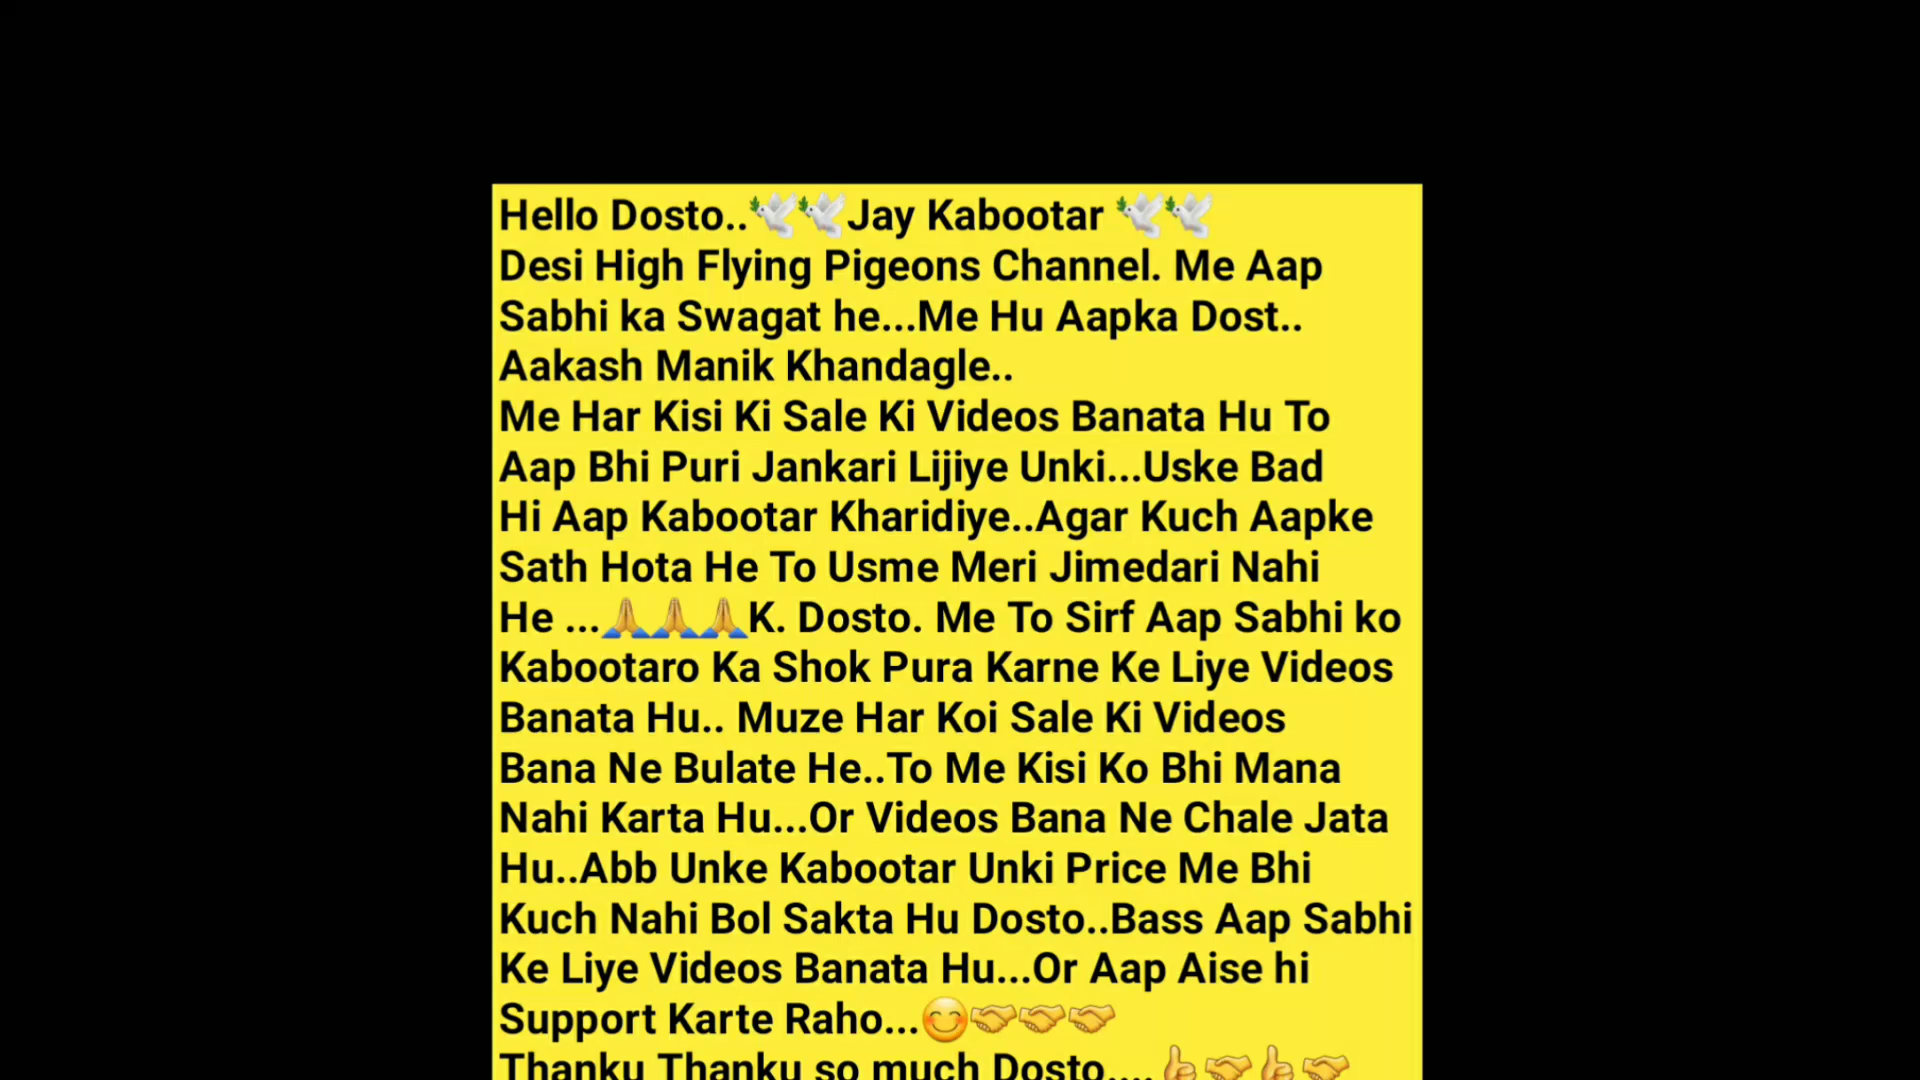 Hello Dosto..🕊️🕊️Jay Kabootar 🕊️🕊️
Desi High Flying Pigeons Channel. Me Aap
Sabhi ka Swagat he...Me Hu Aapka Dost..
Aakash Manik Khandagle..
Me Har Kisi Ki Sale Ki Videos Banata Hu To
Aap Bhi Puri Jankari Lijiye Unki...Uske Bad
Hi Aap Kabootar Kharidiye..Agar Kuch Aapke
Sath Hota He To Usme Meri Jimedari Nahi
He ...🙏🙏🙏K. Dosto. Me To Sirf Aap Sabhi ko
Kabootaro Ka Shok Pura Karne Ke Liye Videos
Banata Hu.. Muze Har Koi Sale Ki Videos
Bana Ne Bulate He..To Me Kisi Ko Bhi Mana
Nahi Karta Hu...Or Videos Bana Ne Chale Jata
Hu..Abb Unke Kabootar Unki Price Me Bhi
Kuch Nahi Bol Sakta Hu Dosto..Bass Aap Sabhi
Ke Liye Videos Banata Hu...Or Aap Aise hi
Support Karte Raho...😊🤝🤝🤝
Thanku Thanku so much Dosto....👍🤝👍🤝